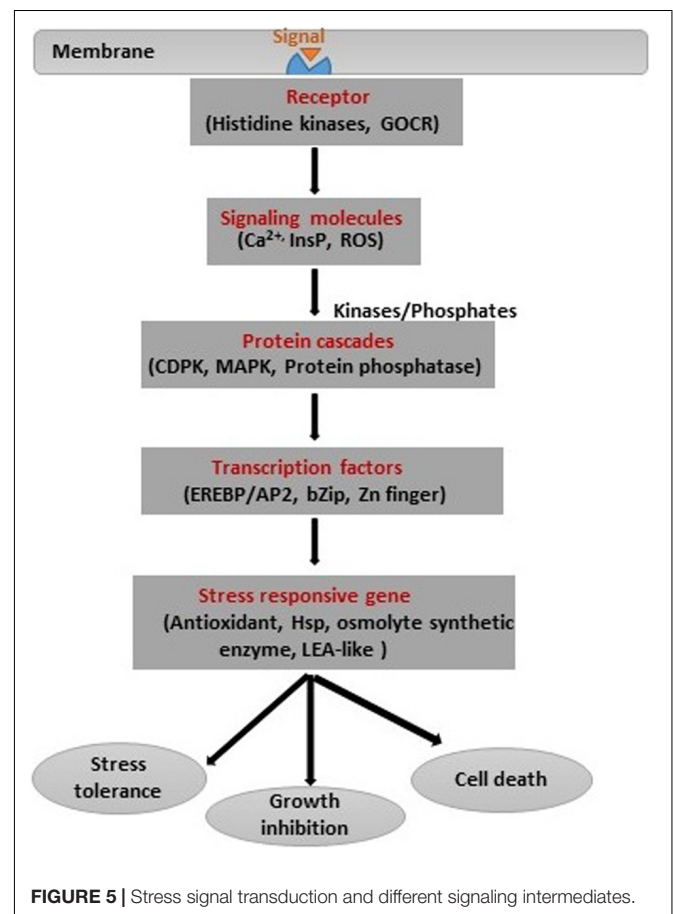 Signal
Membrane
Receptor
(Histidine kinases, GOCR)
Signaling molecules
(Ca²⁺, InsP, ROS)
Kinases/Phosphates
Protein cascades
(CDPK, MAPK, Protein phosphatase)
Transcription factors
(EREBP/AP2, bZip, Zn finger)
Stress responsive gene
(Antioxidant, Hsp, osmolyte synthetic
enzyme, LEA-like )
Stress
tolerance
Growth
inhibition
Cell death
FIGURE 5 | Stress signal transduction and different signaling intermediates.